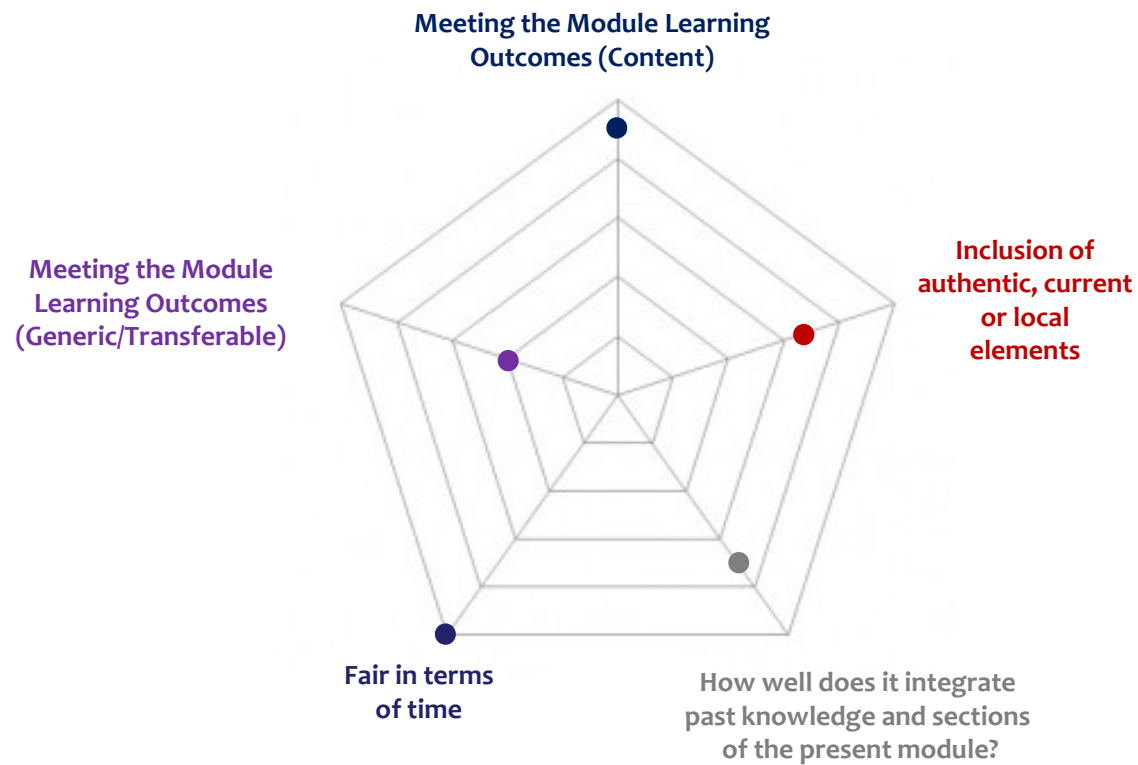 Meeting the Module Learning
Outcomes (Content)
Inclusion of
authentic, current
or local
elements
Meeting the Module
Learning Outcomes
(Generic/Transferable)
Fair in terms
of time
How well does it integrate
past knowledge and sections
of the present module?